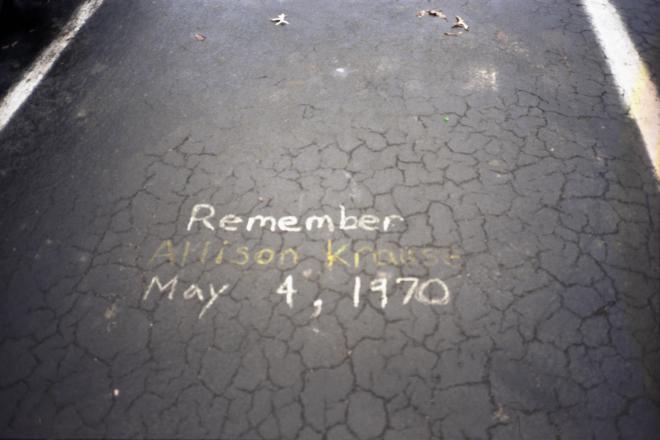 Remember
Allison Krause
May 4, 1970